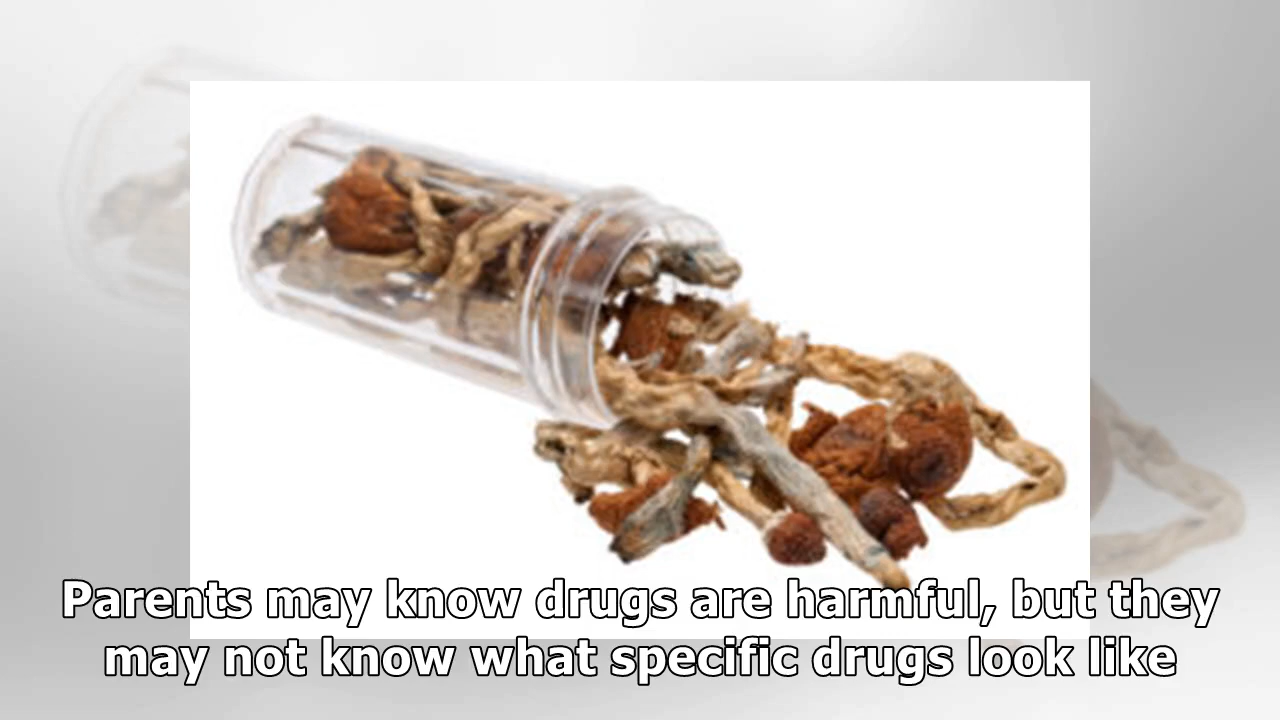 Parents may know drugs are harmful, but they
may not know what specific drugs look like